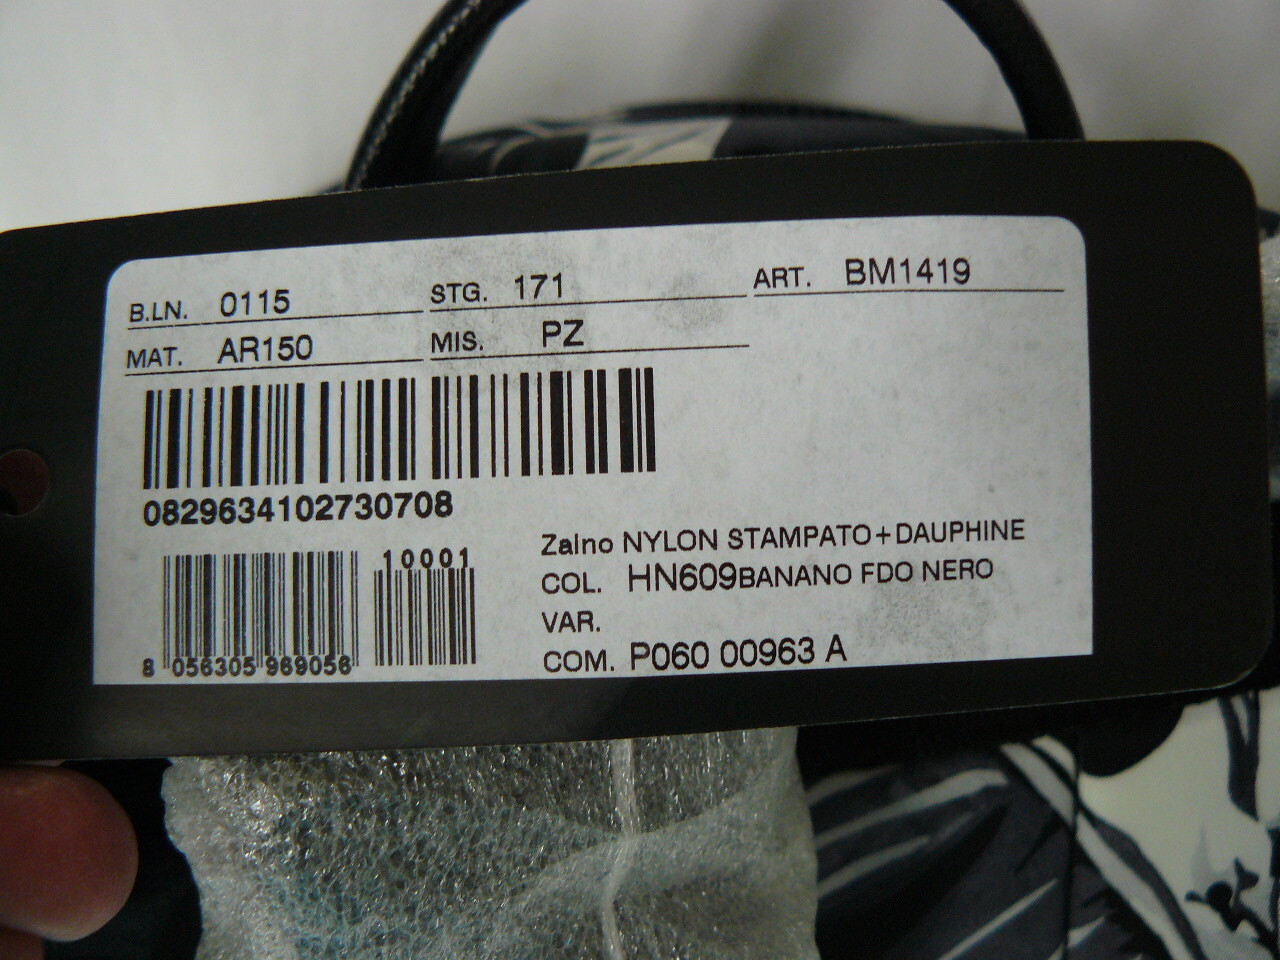 B.LN. 0115 STG. 171 ART. BM1419
MAT. AR150 MIS. PZ
0829634102730708
10001
8 056305 969056
Zaino NYLON STAMPATO+DAUPHINE
COL. HN609BANANO FDO NERO
VAR.
COM. P060 00963 A